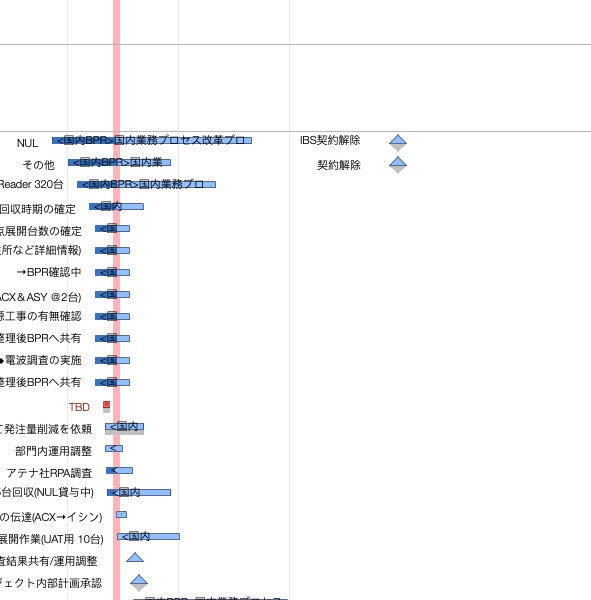 NUL <国内BPR>国内業務プロセス改革プロ IBS契約解除
その他 <国内BPR>国内業 契約解除
Reader 320台 <国内BPR>国内業務プロ
回収時期の確定 <国内
点展開台数の確定 <国
住所など詳細情報) <国
→BPR確認中 <国
ACX＆ASY @2台) <国
源工事の有無確認 <国
整理後BPRへ共有 <国
→電波調査の実施 <国
整理後BPRへ共有 <国
TBD
て発注量削減を依頼 <国内
部門内運用調整 <
アテナ社RPA調査 <
台回収(NUL貸与中) <国内
の伝達(ACX→イシン)
展開作業(UAT用 10台) <国内
査結果共有/運用調整
ジェクト内部計画承認